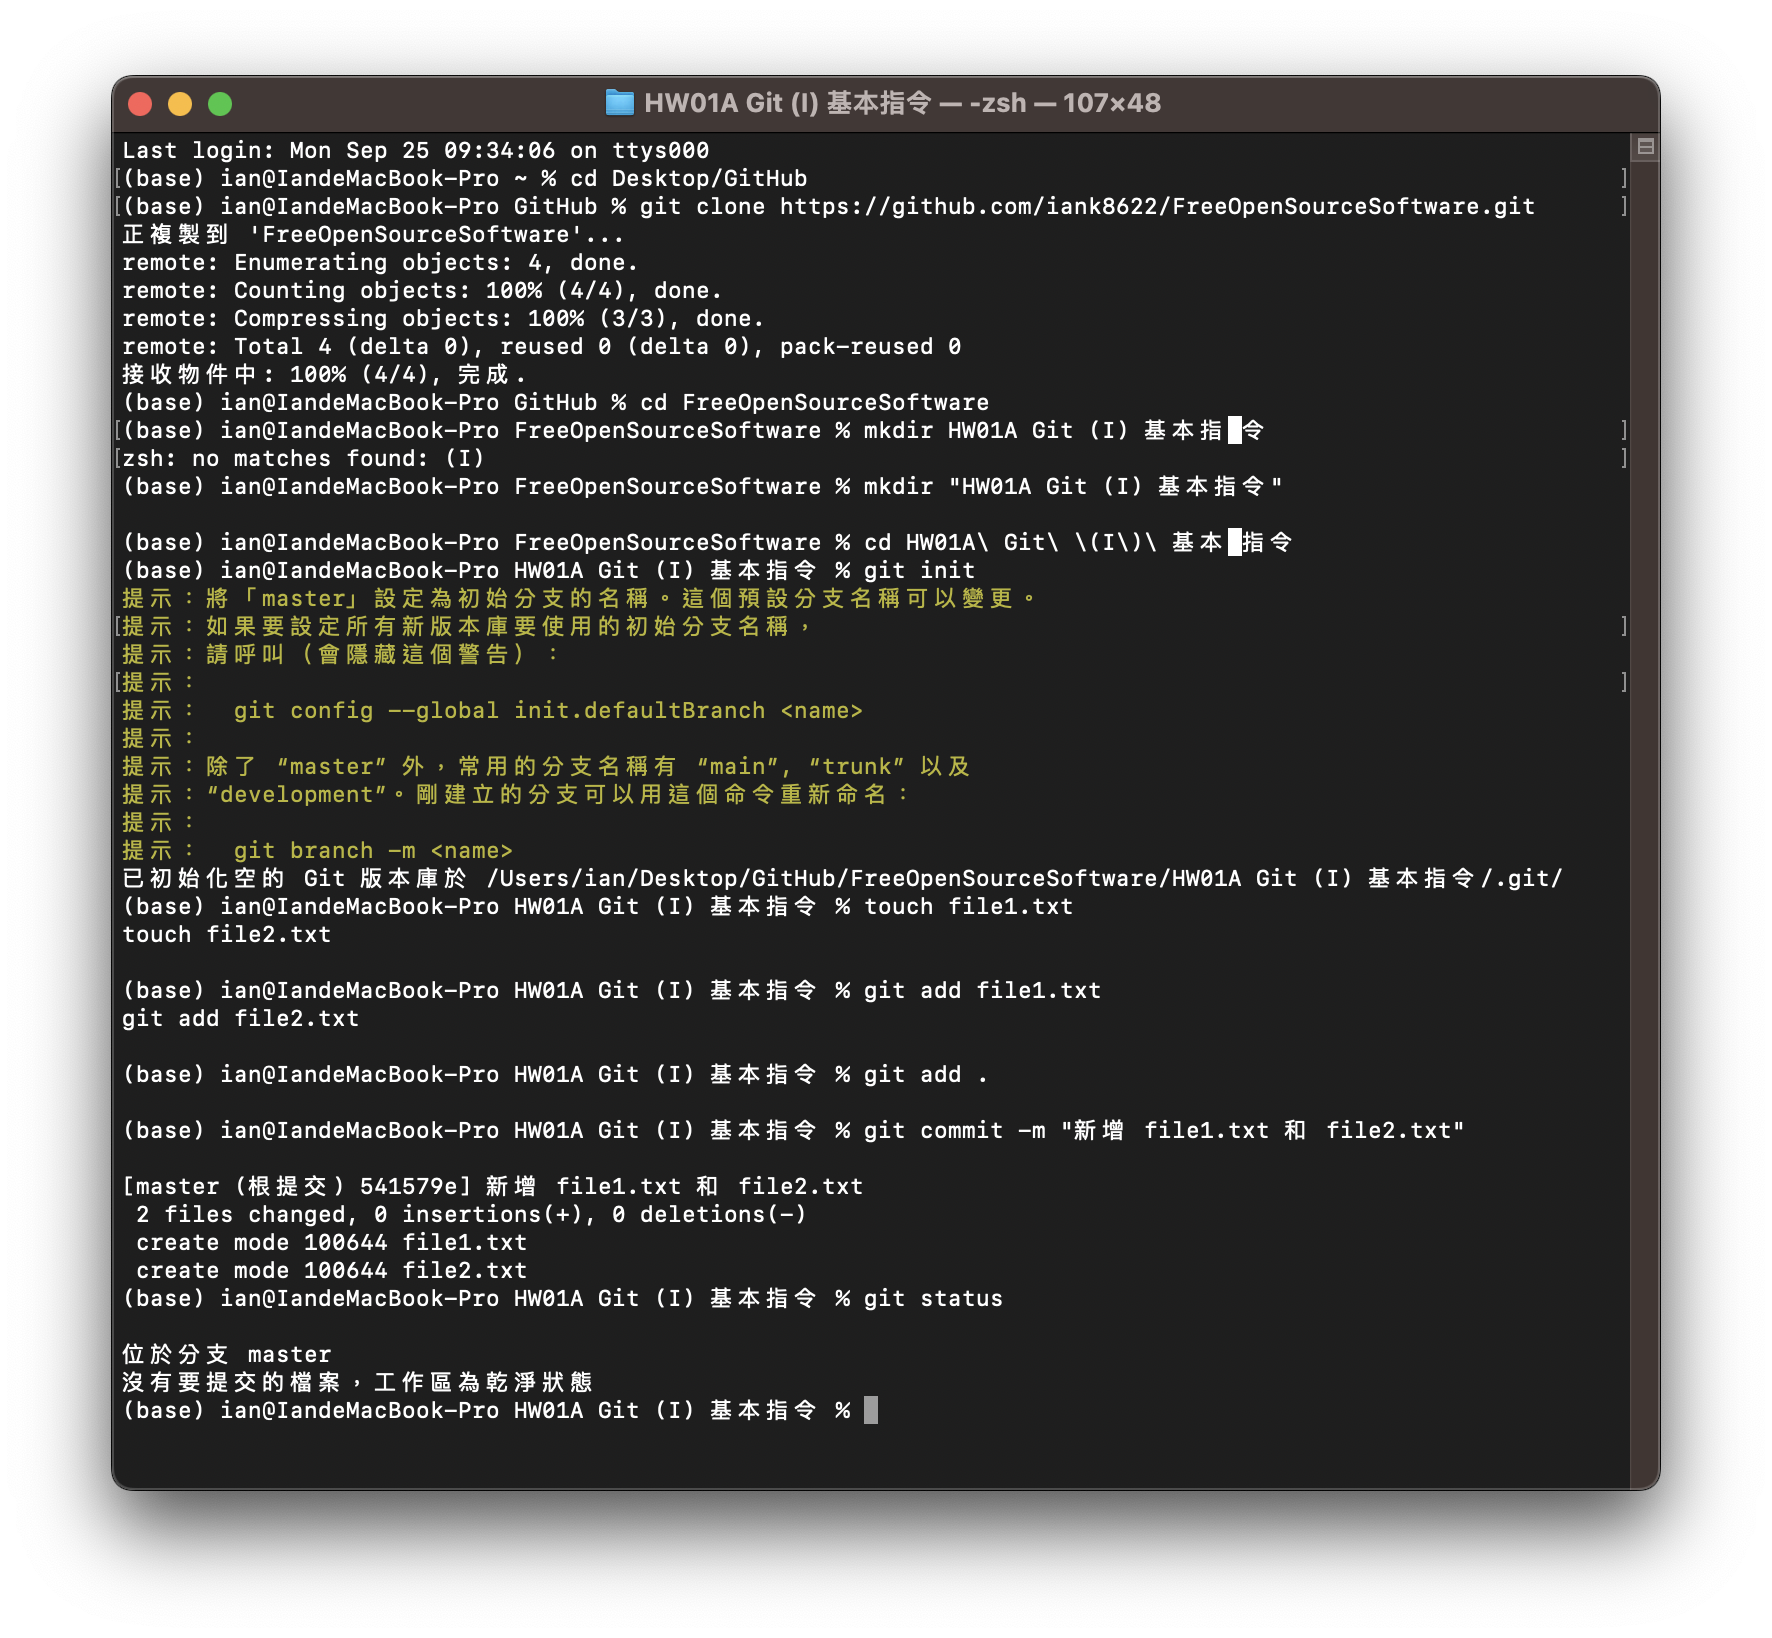 HW01A Git (I) 基本指令 — -zsh — 107×48
Last login: Mon Sep 25 09:34:06 on ttys000
[(base) ian@IandeMacBook-Pro ~ % cd Desktop/GitHub ]
[(base) ian@IandeMacBook-Pro GitHub % git clone https://github.com/iank8622/FreeOpenSourceSoftware.git ]
正複製到 'FreeOpenSourceSoftware'...
remote: Enumerating objects: 4, done.
remote: Counting objects: 100% (4/4), done.
remote: Compressing objects: 100% (3/3), done.
remote: Total 4 (delta 0), reused 0 (delta 0), pack-reused 0
接收物件中: 100% (4/4), 完成.
(base) ian@IandeMacBook-Pro GitHub % cd FreeOpenSourceSoftware
[(base) ian@IandeMacBook-Pro FreeOpenSourceSoftware % mkdir HW01A Git (I) 基本指令 ]
[zsh: no matches found: (I) ]
(base) ian@IandeMacBook-Pro FreeOpenSourceSoftware % mkdir "HW01A Git (I) 基本指令"
(base) ian@IandeMacBook-Pro FreeOpenSourceSoftware % cd HW01A\ Git\ \(I\)\ 基本指令
(base) ian@IandeMacBook-Pro HW01A Git (I) 基本指令 % git init
提示：將「master」設定為初始分支的名稱。這個預設分支名稱可以變更。
[提示：如果要設定所有新版本庫要使用的初始分支名稱， ]
提示：請呼叫（會隱藏這個警告）：
[提示： ]
提示：  git config --global init.defaultBranch <name>
提示：
提示：除了 “master” 外，常用的分支名稱有 “main”, “trunk” 以及
提示：“development”。剛建立的分支可以用這個命令重新命名：
提示：
提示：  git branch -m <name>
已初始化空的 Git 版本庫於 /Users/ian/Desktop/GitHub/FreeOpenSourceSoftware/HW01A Git (I) 基本指令/.git/
(base) ian@IandeMacBook-Pro HW01A Git (I) 基本指令 % touch file1.txt
touch file2.txt
(base) ian@IandeMacBook-Pro HW01A Git (I) 基本指令 % git add file1.txt
git add file2.txt
(base) ian@IandeMacBook-Pro HW01A Git (I) 基本指令 % git add .
(base) ian@IandeMacBook-Pro HW01A Git (I) 基本指令 % git commit -m "新增 file1.txt 和 file2.txt"
[master (根提交) 541579e] 新增 file1.txt 和 file2.txt
 2 files changed, 0 insertions(+), 0 deletions(-)
 create mode 100644 file1.txt
 create mode 100644 file2.txt
(base) ian@IandeMacBook-Pro HW01A Git (I) 基本指令 % git status
位於分支 master
沒有要提交的檔案，工作區為乾淨狀態
(base) ian@IandeMacBook-Pro HW01A Git (I) 基本指令 %